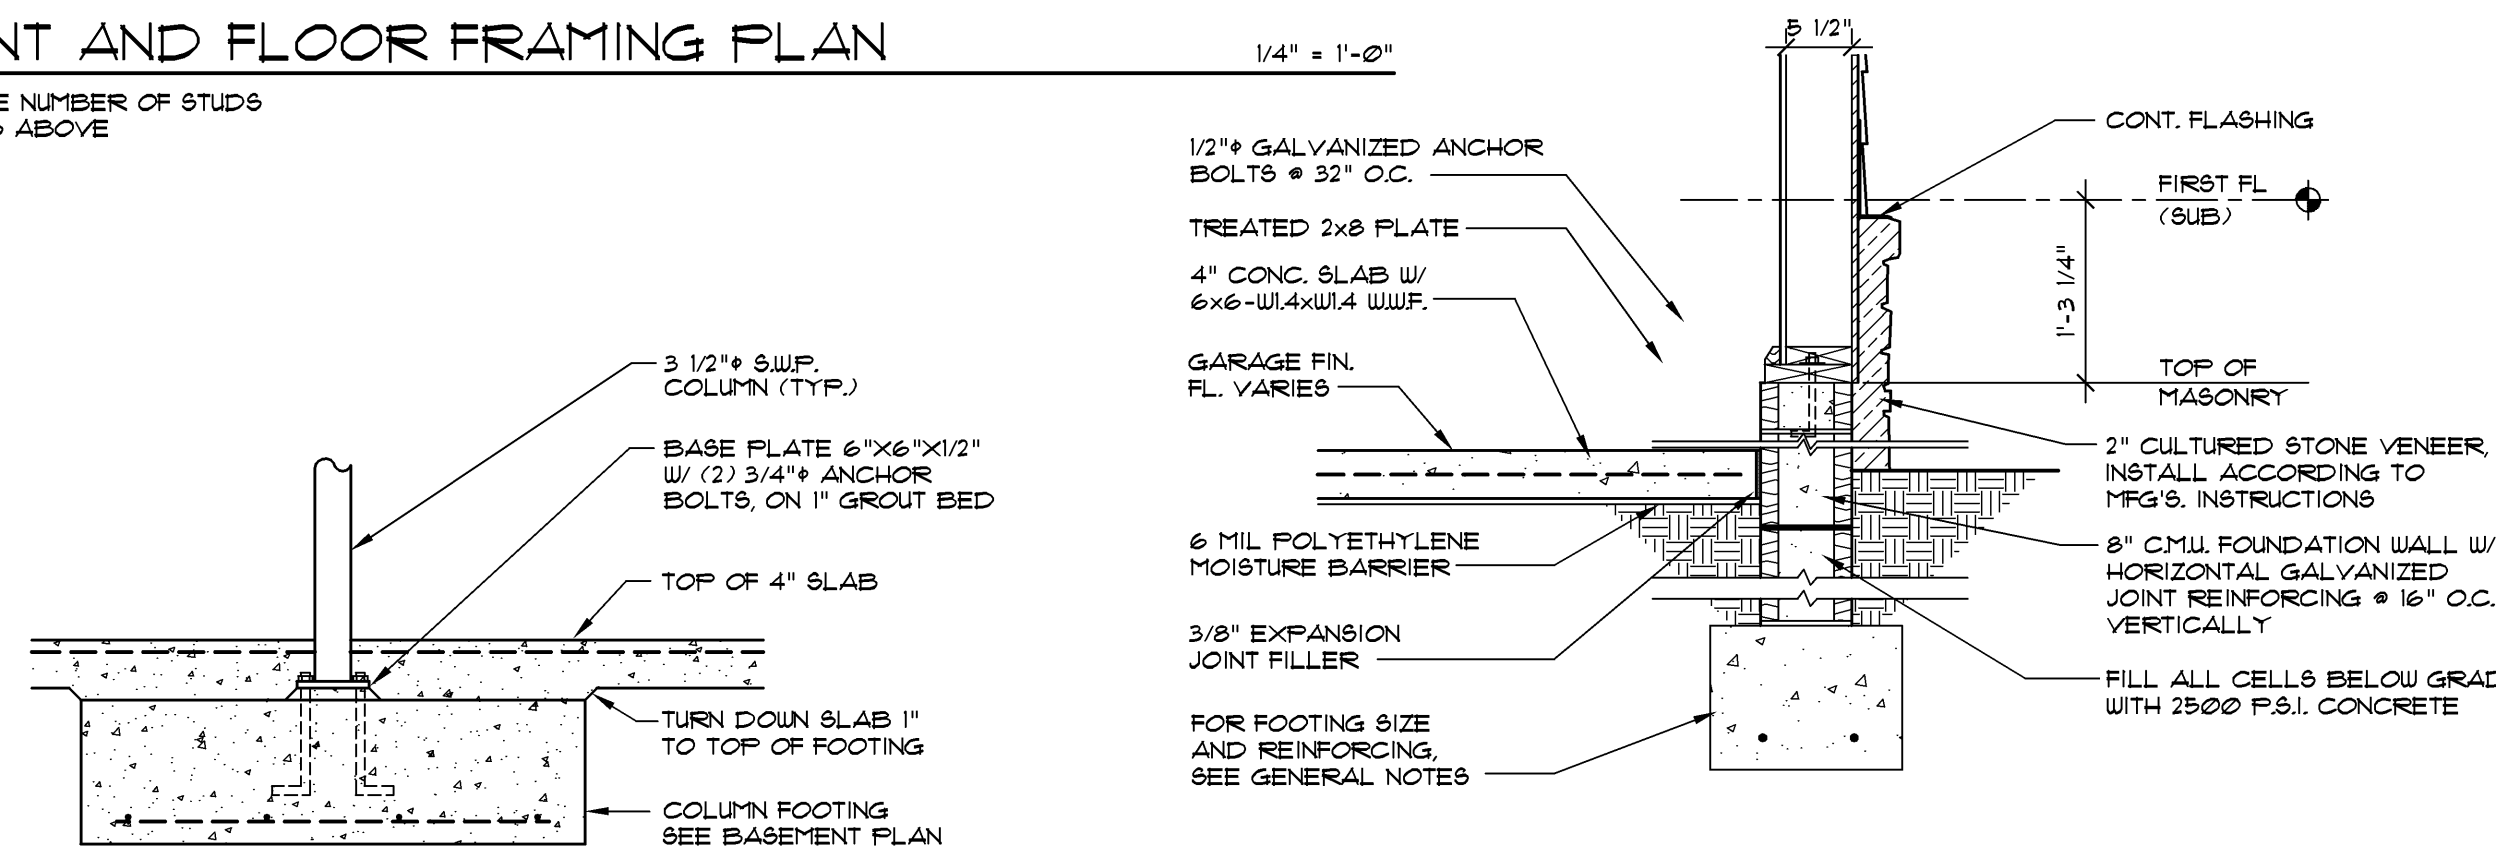 NT AND FLOOR FRAMING PLAN
1/4" = 1'-0"
E NUMBER OF STUDS
S ABOVE
3 1/2"ϕ S.W.P.
COLUMN (TYP.)
BASE PLATE 6"X6"X1/2"
W/ (2) 3/4"ϕ ANCHOR
BOLTS, ON 1" GROUT BED
TOP OF 4" SLAB
TURN DOWN SLAB 1"
TO TOP OF FOOTING
COLUMN FOOTING
SEE BASEMENT PLAN
5 1/2"
1/2"ϕ GALVANIZED ANCHOR
BOLTS @ 32" O.C.
TREATED 2x8 PLATE
4" CONC. SLAB W/
6x6-W1.4xW1.4 W.W.F.
GARAGE FIN.
FL. VARIES
6 MIL POLYETHYLENE
MOISTURE BARRIER
3/8" EXPANSION
JOINT FILLER
FOR FOOTING SIZE
AND REINFORCING,
SEE GENERAL NOTES
CONT. FLASHING
FIRST FL
(SUB)
1'-3 1/4"
TOP OF
MASONRY
2" CULTURED STONE VENEER,
INSTALL ACCORDING TO
MFG'S. INSTRUCTIONS
8" C.M.U. FOUNDATION WALL W/
HORIZONTAL GALVANIZED
JOINT REINFORCING @ 16" O.C.
VERTICALLY
FILL ALL CELLS BELOW GRAD
WITH 2500 P.S.I. CONCRETE